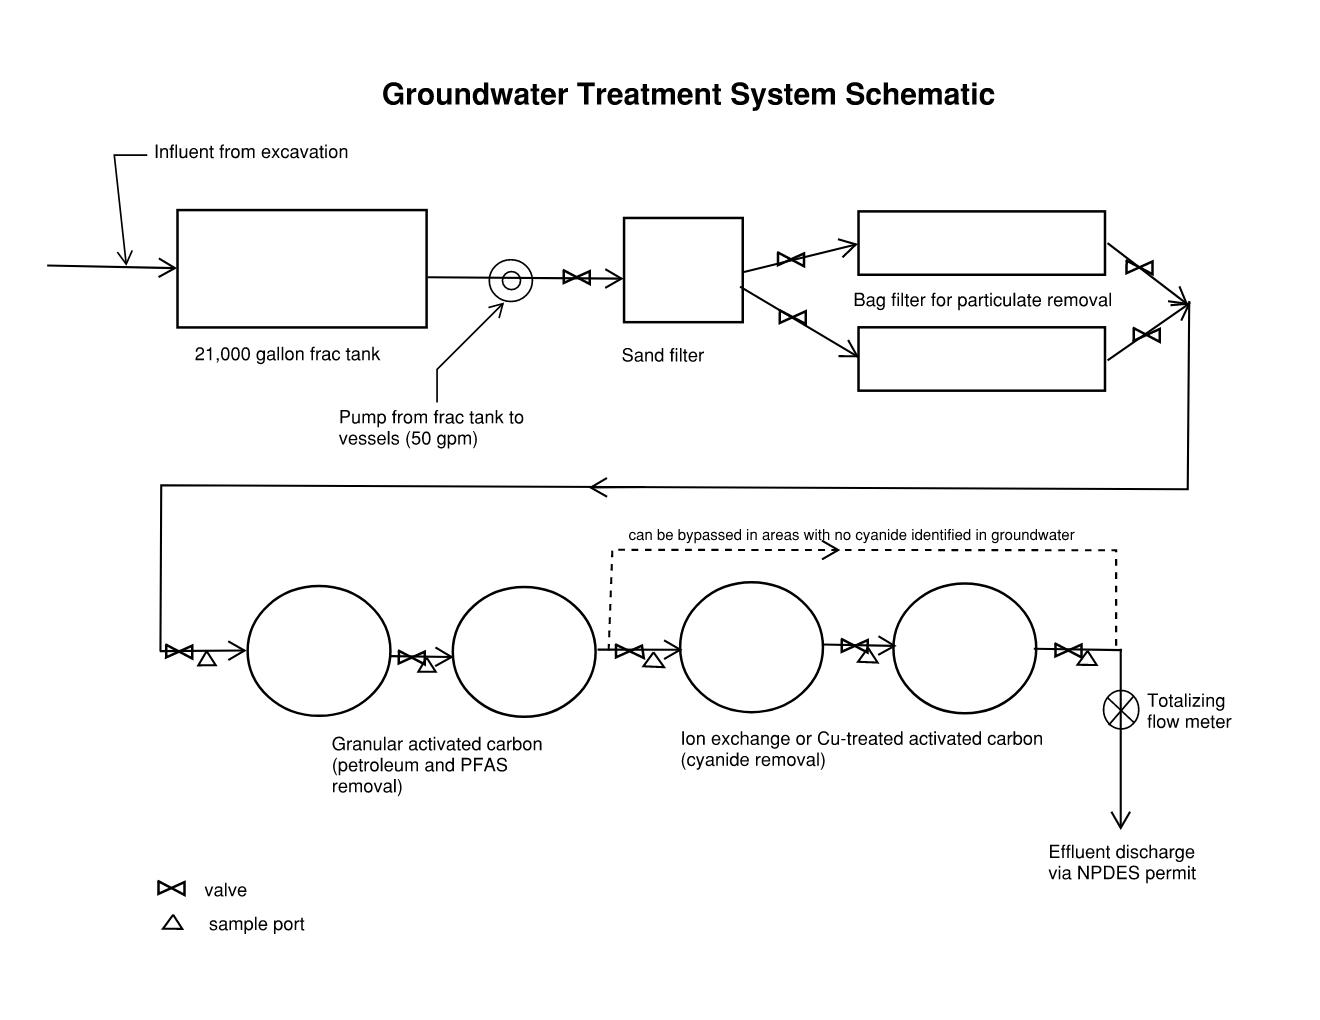 Groundwater Treatment System Schematic
Influent from excavation
21,000 gallon frac tank
Pump from frac tank to
vessels (50 gpm)
Sand filter
Bag filter for particulate removal
can be bypassed in areas with no cyanide identified in groundwater
Granular activated carbon
(petroleum and PFAS
removal)
Ion exchange or Cu-treated activated carbon
(cyanide removal)
Totalizing
flow meter
Effluent discharge
via NPDES permit
valve
sample port